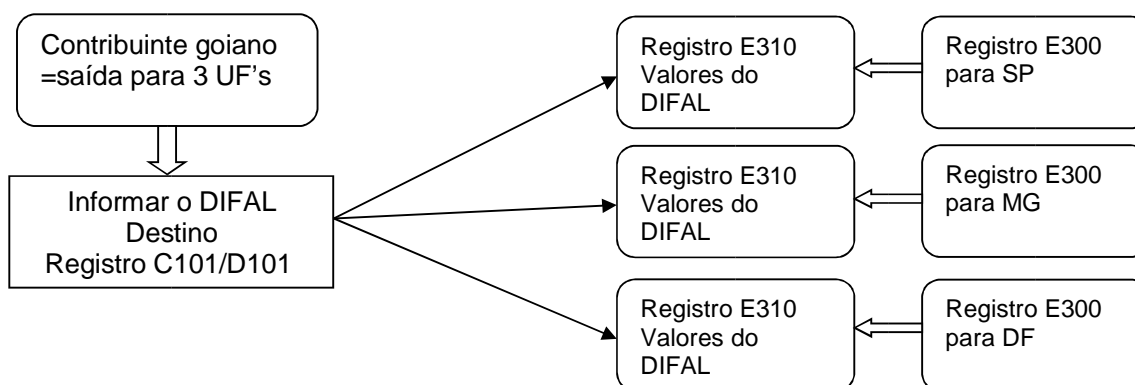 Contribuinte goiano
=saída para 3 UF's
Informar o DIFAL
Destino
Registro C101/D101
Registro E310
Valores do
DIFAL
Registro E300
para SP
Registro E310
Valores do
DIFAL
Registro E300
para MG
Registro E310
Valores do
DIFAL
Registro E300
para DF